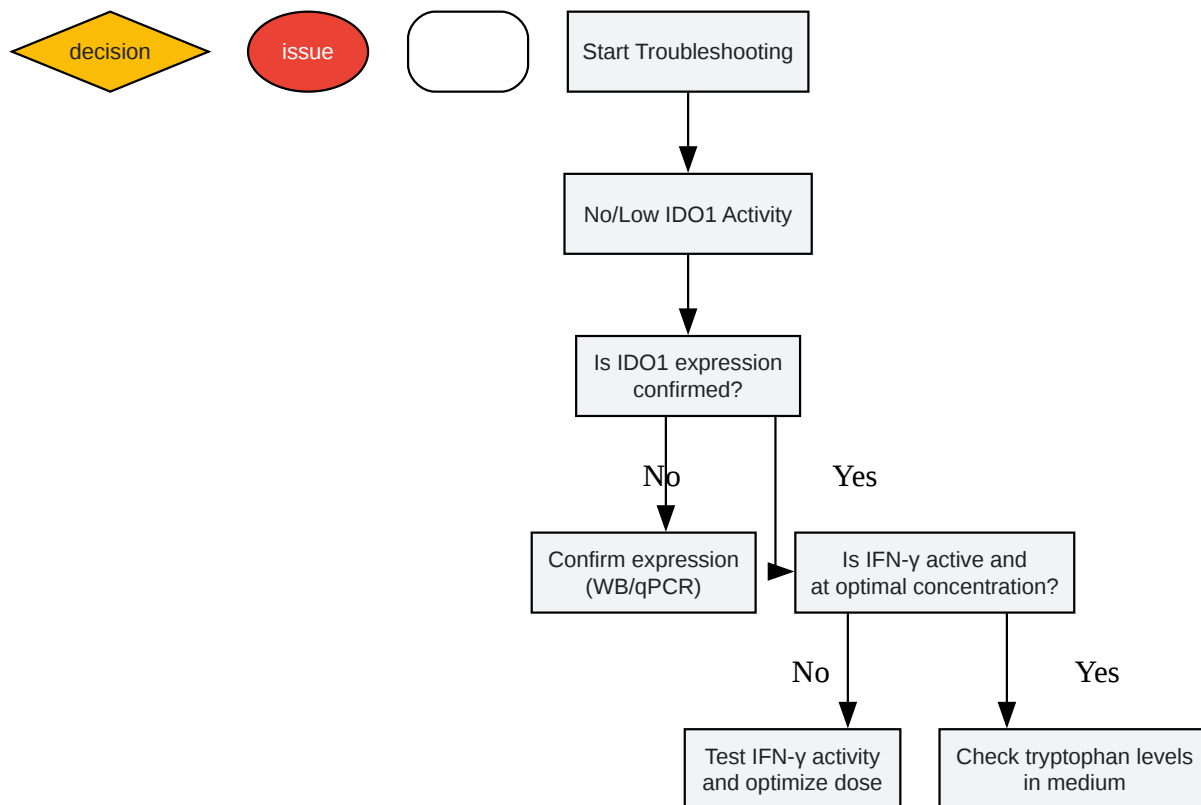 decision
issue
Start Troubleshooting
No/Low IDO1 Activity
Is IDO1 expression
confirmed?
No
Yes
Confirm expression
(WB/qPCR)
Is IFN-γ active and
at optimal concentration?
No
Yes
Test IFN-γ activity
and optimize dose
Check tryptophan levels
in medium